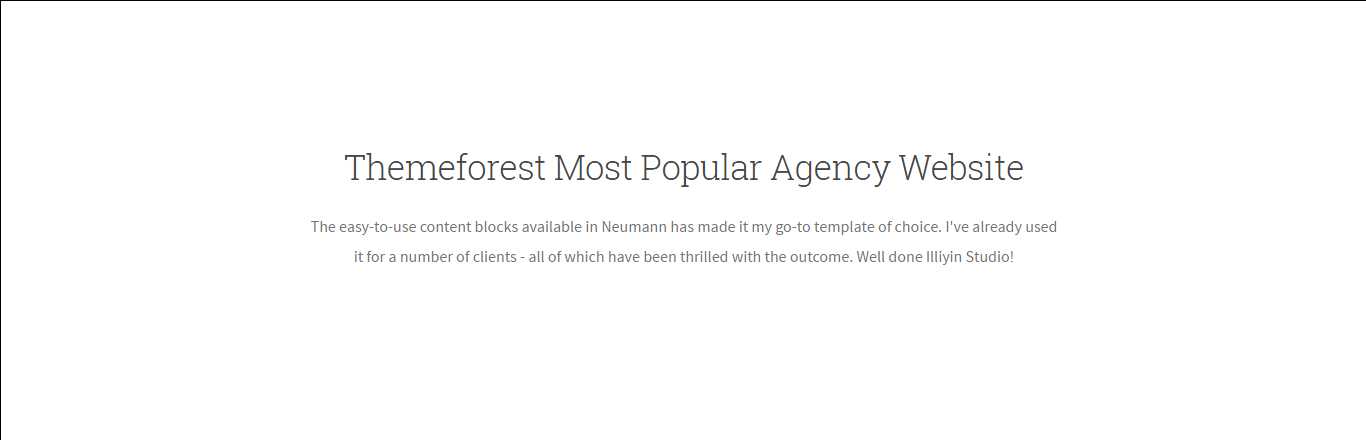 Themeforest Most Popular Agency Website
The easy-to-use content blocks available in Neumann has made it my go-to template of choice. I've already used
it for a number of clients - all of which have been thrilled with the outcome. Well done Illiyin Studio!